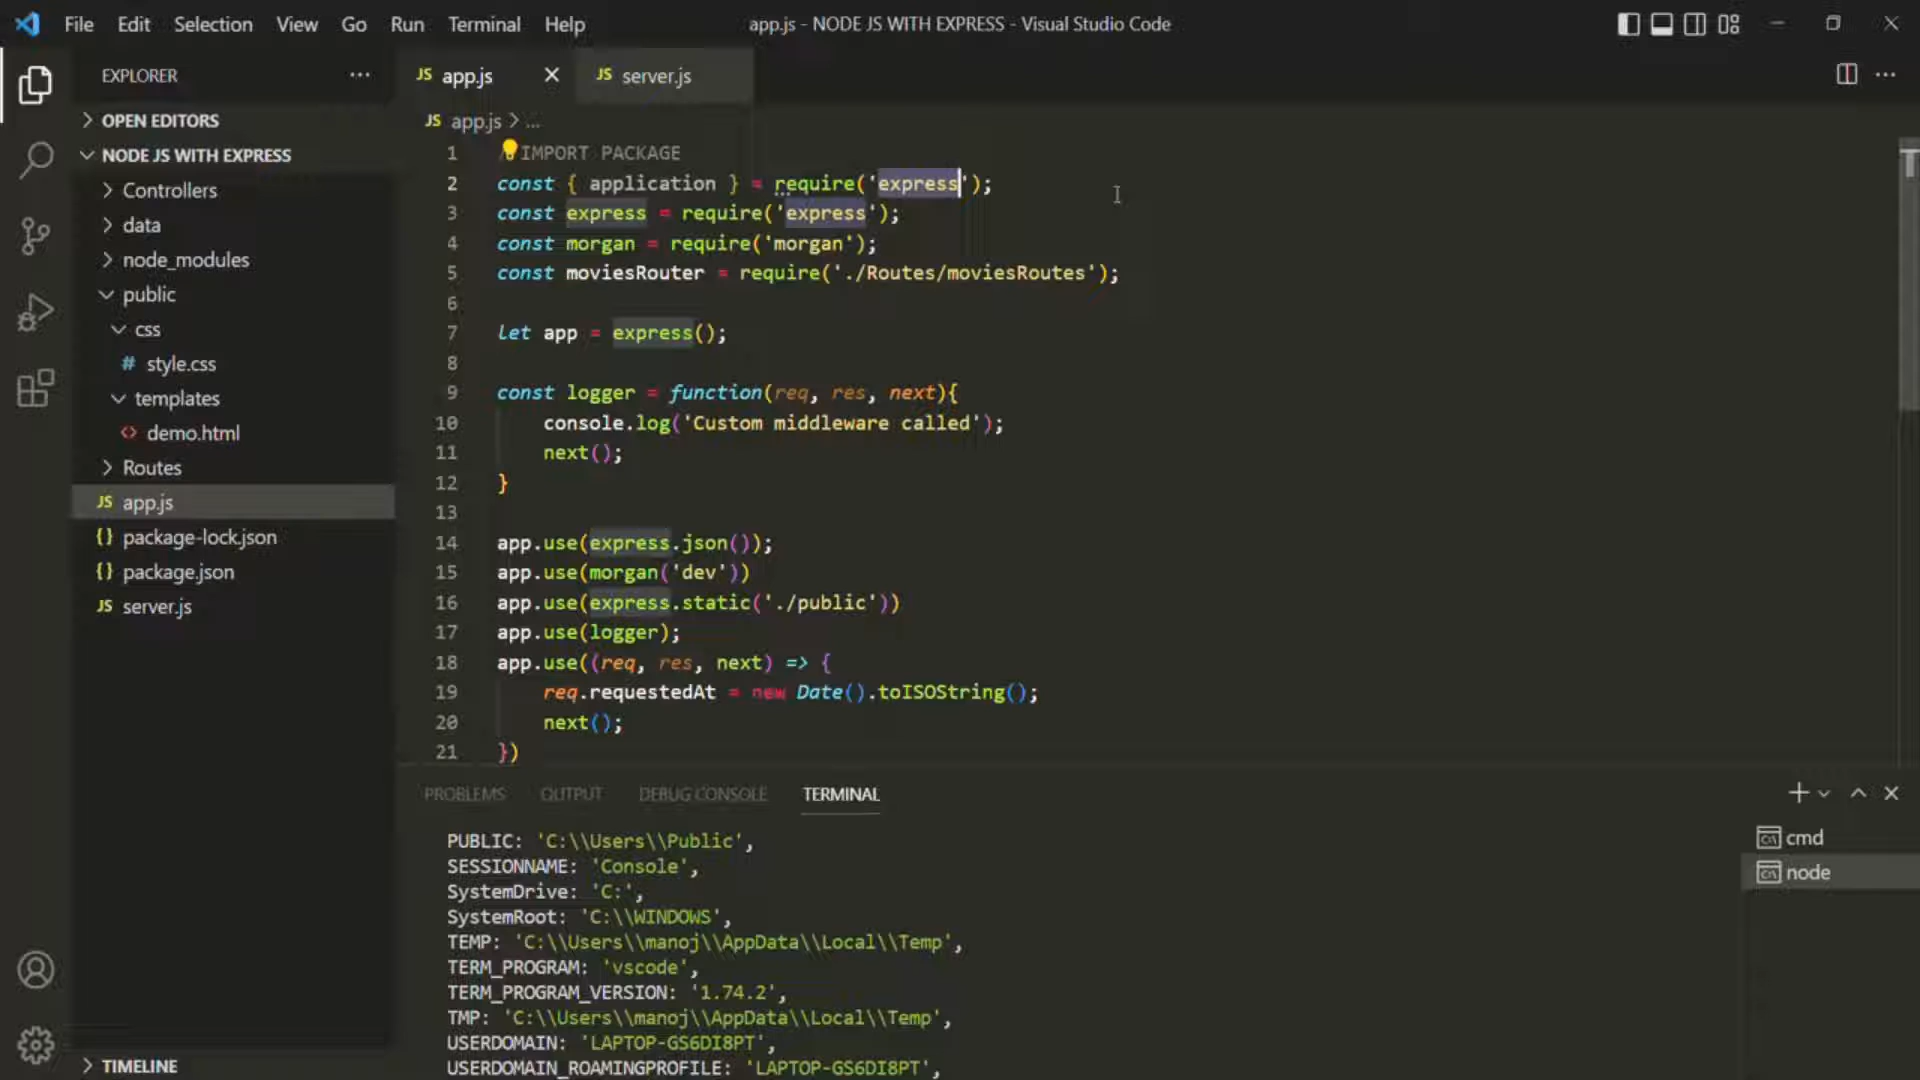 File Edit Selection View Go Run Terminal Help
app.js - NODE JS WITH EXPRESS - Visual Studio Code
EXPLORER
OPEN EDITORS
NODE JS WITH EXPRESS
Controllers
data
node_modules
public
css
# style.css
templates
<> demo.html
Routes
JS app.js
{} package-lock.json
{} package.json
JS server.js
TIMELINE
JS app.js
JS server.js
JS app.js > ...
1 IMPORT PACKAGE
2 const { application } = require('express');
3 const express = require('express');
4 const morgan = require('morgan');
5 const moviesRouter = require('./Routes/moviesRoutes');
6
7 let app = express();
8
9 const logger = function(req, res, next){
10 console.log('Custom middleware called');
11 next();
12 }
13
14 app.use(express.json());
15 app.use(morgan('dev'))
16 app.use(express.static('./public'))
17 app.use(logger);
18 app.use((req, res, next) => {
19 req.requestedAt = new Date().toISOString();
20 next();
21 })
PROBLEMS OUTPUT DEBUG CONSOLE TERMINAL
PUBLIC: 'C:\\Users\\Public',
SESSIONNAME: 'Console',
SystemDrive: 'C:',
SystemRoot: 'C:\\WINDOWS',
TEMP: 'C:\\Users\\manoj\\AppData\\Local\\Temp',
TERM_PROGRAM: 'vscode',
TERM_PROGRAM_VERSION: '1.74.2',
TMP: 'C:\\Users\\manoj\\AppData\\Local\\Temp',
USERDOMAIN: 'LAPTOP-GS6DI8PT',
USERDOMAIN_ROAMINGPROFILE: 'LAPTOP-GS6DI8PT',
cmd
node